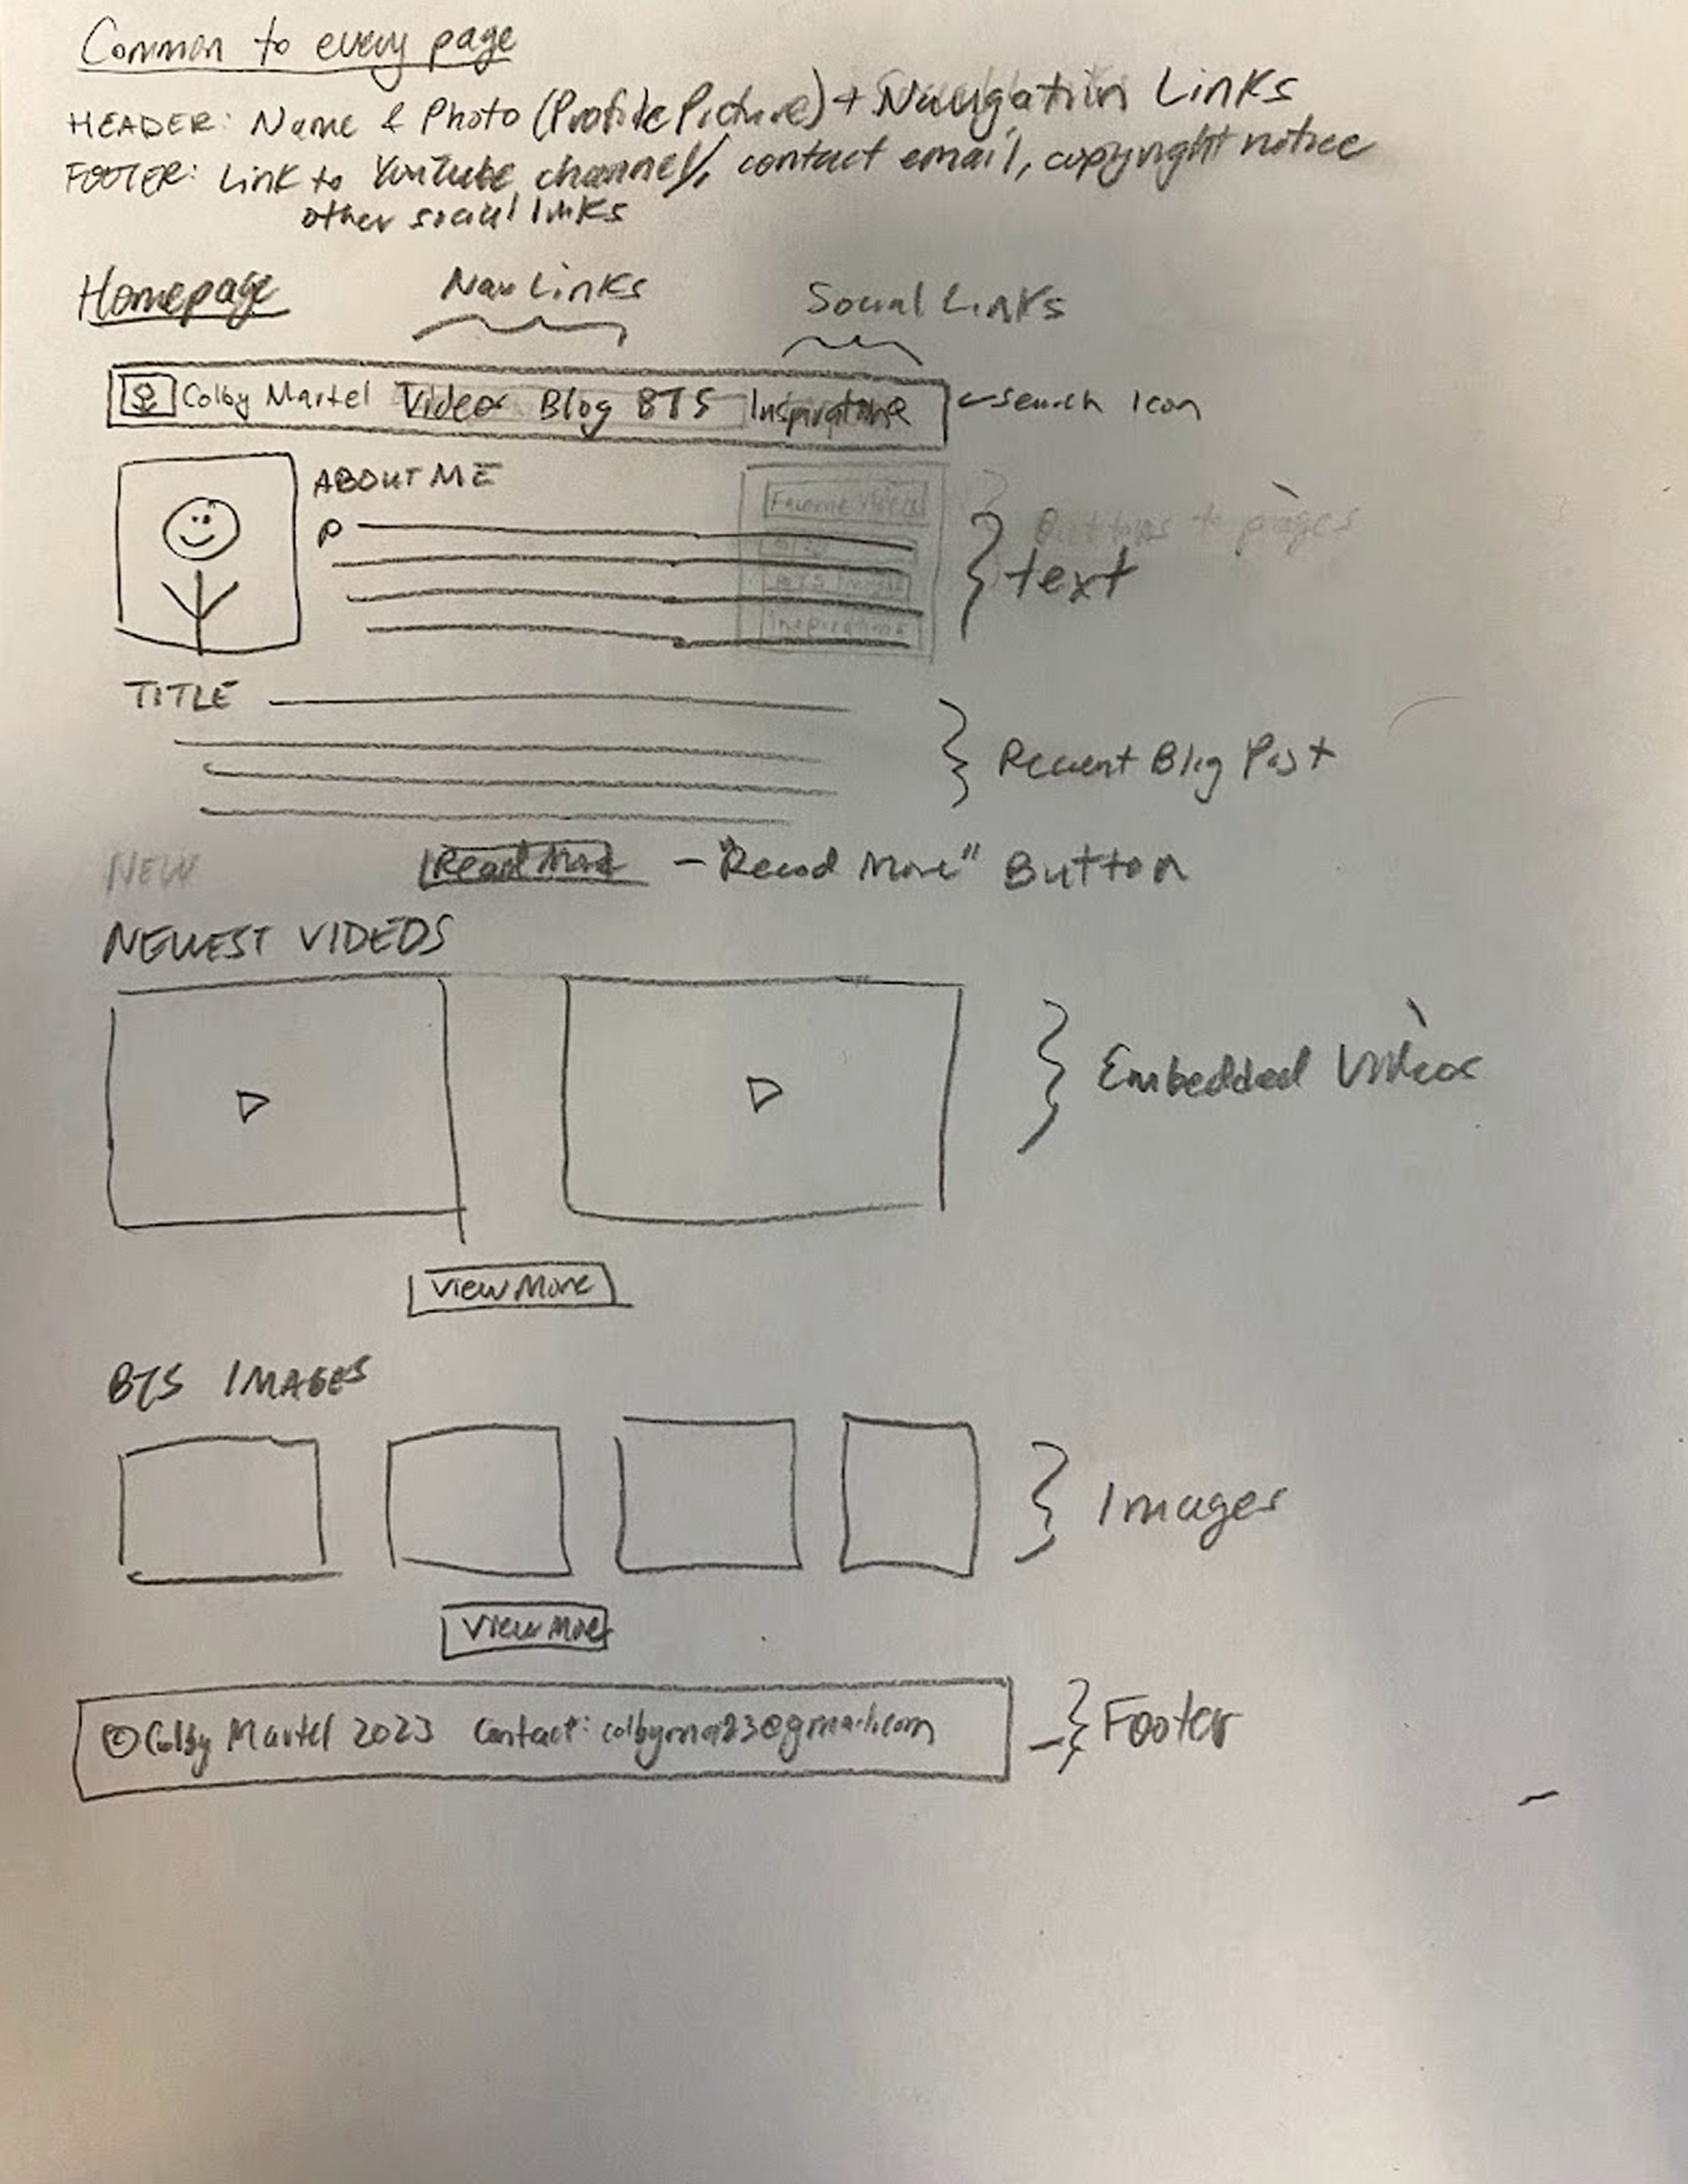 Common to every page
HEADER: Name & Photo (Profile Picture) + Navigation Links
FOOTER: Link to YouTube channel/, contact email, copyright notice
other social links
Homepage
Nav Links
Social Links
Colby Martel Video Blog BTS Inspiration
Search Icon
ABOUT ME
Favorite Videos
Buttons to pages
text
BTS Images
Inspirations
TITLE
Recent Blog Post
NEW
Read More - "Read More" Button
NEWEST VIDEOS
Embedded Videos
View More
BTS IMAGES
Images
View More
© Colby Martel 2023 Contact: colbyma23@gmail.com
Footer